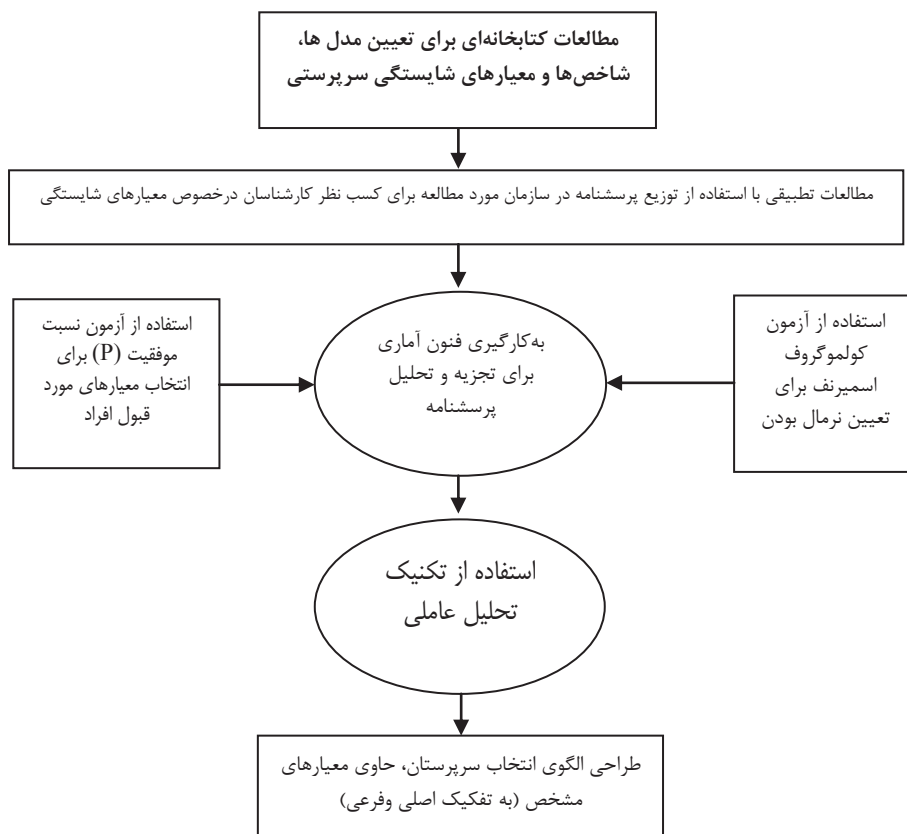 مطالعات کتابخانه‌ای برای تعیین مدل ها،
شاخص‌ها و معیارهای شایستگی سرپرستی
مطالعات تطبیقی با استفاده از توزیع پرسشنامه در سازمان مورد مطالعه برای کسب نظر کارشناسان درخصوص معیارهای شایستگی
استفاده از آزمون
کولموگروف
اسمیرنف برای
تعیین نرمال بودن
به‌کارگیری فنون آماری
برای تجزیه و تحلیل
پرسشنامه
استفاده از آزمون نسبت
موفقیت (P) برای
انتخاب معیارهای مورد
قبول افراد
استفاده از تکنیک
تحلیل عاملی
طراحی الگوی انتخاب سرپرستان، حاوی معیارهای
مشخص (به تفکیک اصلی وفرعی)